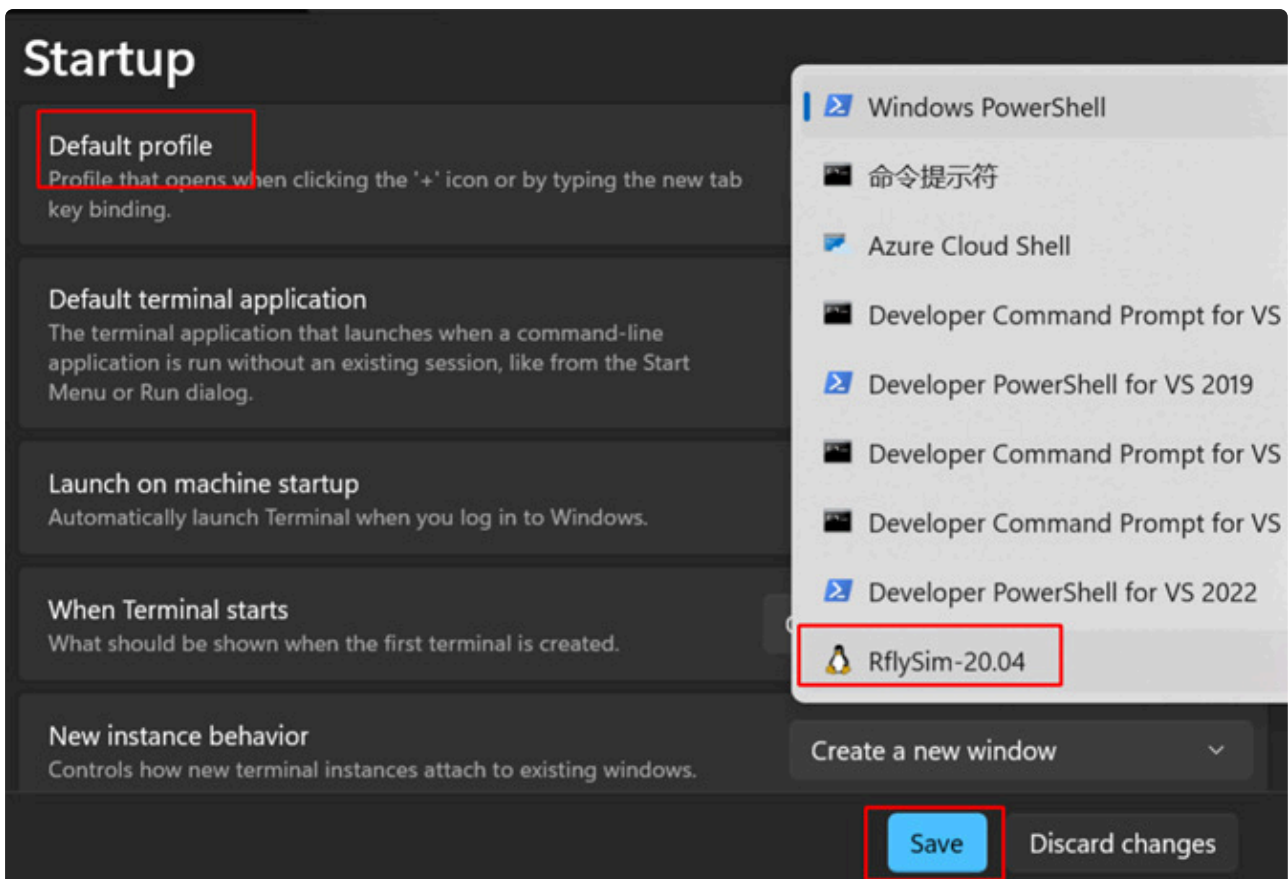 Startup
Default profile
Profile that opens when clicking the '+' icon or by typing the new tab
key binding.
Default terminal application
The terminal application that launches when a command-line
application is run without an existing session, like from the Start
Menu or Run dialog.
Launch on machine startup
Automatically launch Terminal when you log in to Windows.
When Terminal starts
What should be shown when the first terminal is created.
New instance behavior
Controls how new terminal instances attach to existing windows.
Windows PowerShell
命令提示符
Azure Cloud Shell
Developer Command Prompt for VS
Developer PowerShell for VS 2019
Developer Command Prompt for VS
Developer Command Prompt for VS
Developer PowerShell for VS 2022
RflySim-20.04
Create a new window
Save
Discard changes